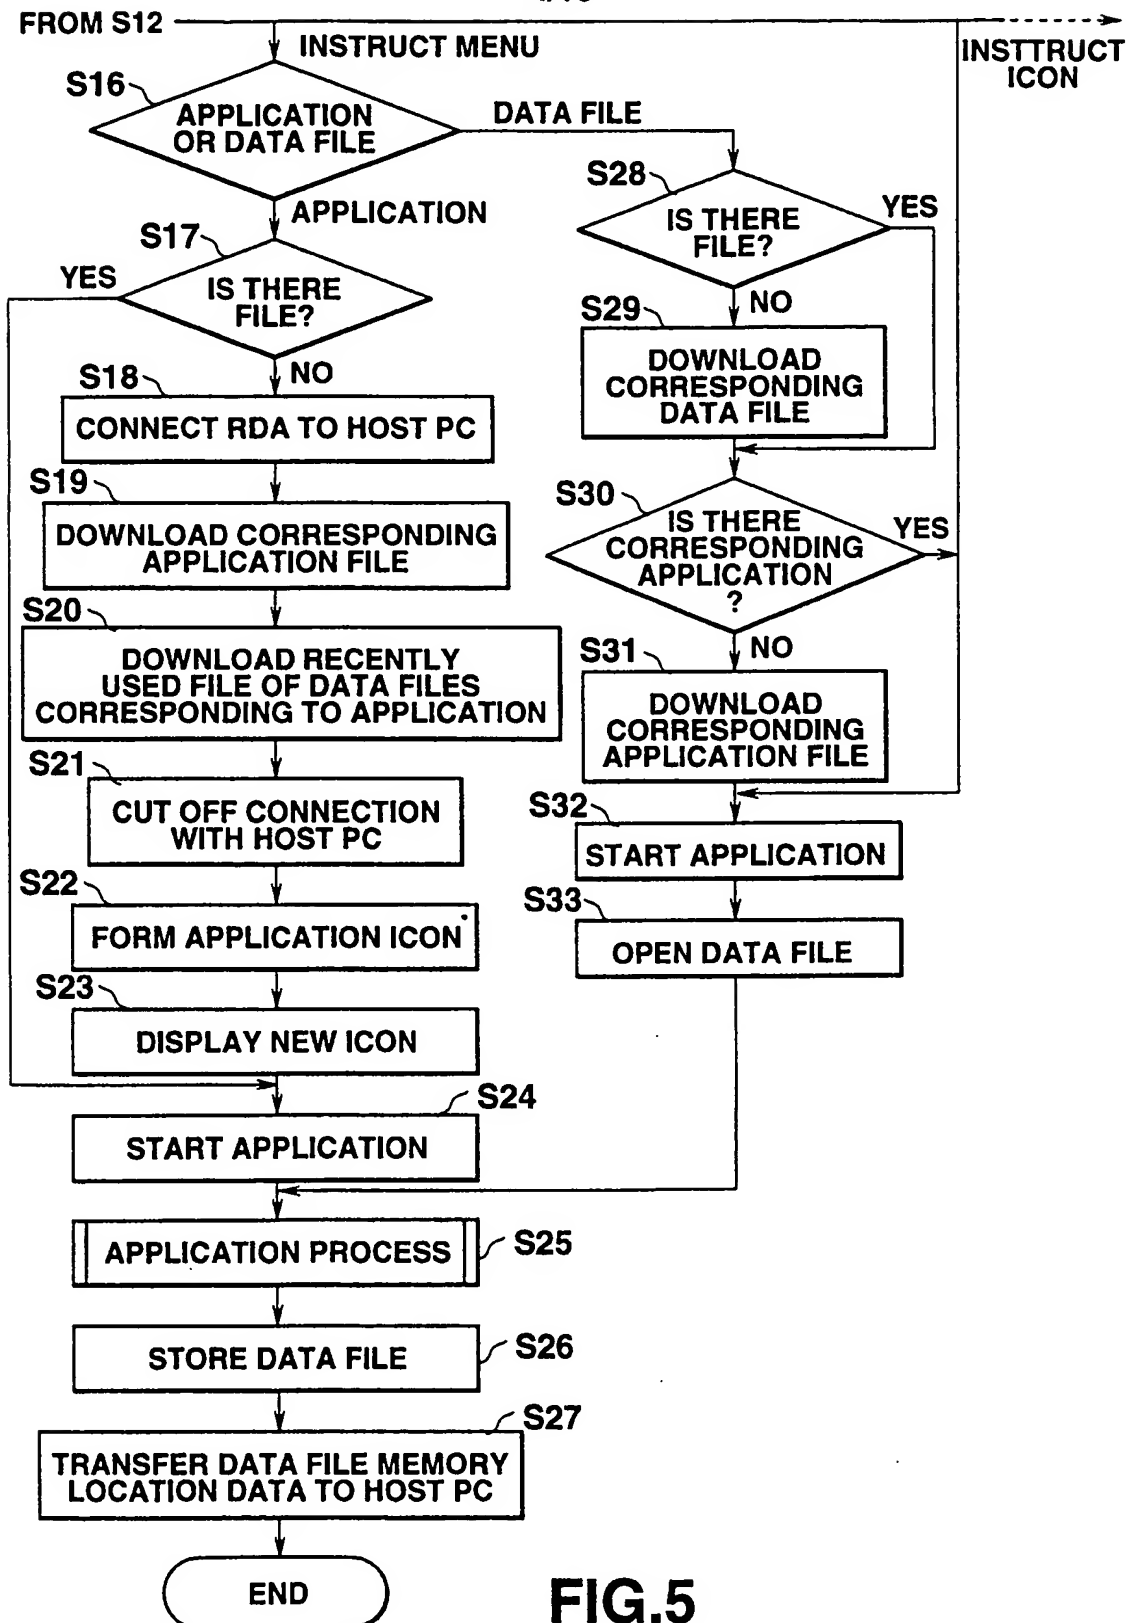 FROM S12
INSTRUCT MENU
INSTTRUCT
ICON
S16
APPLICATION
OR DATA FILE
DATA FILE
APPLICATION
S17
IS THERE
FILE?
YES
NO
S18
CONNECT RDA TO HOST PC
S19
DOWNLOAD CORRESPONDING
APPLICATION FILE
S20
DOWNLOAD RECENTLY
USED FILE OF DATA FILES
CORRESPONDING TO APPLICATION
S21
CUT OFF CONNECTION
WITH HOST PC
S22
FORM APPLICATION ICON
S23
DISPLAY NEW ICON
S24
START APPLICATION
S25
APPLICATION PROCESS
S26
STORE DATA FILE
S27
TRANSFER DATA FILE MEMORY
LOCATION DATA TO HOST PC
END
S28
IS THERE
FILE?
YES
NO
S29
DOWNLOAD
CORRESPONDING
DATA FILE
S30
IS THERE
CORRESPONDING
APPLICATION
?
YES
NO
S31
DOWNLOAD
CORRESPONDING
APPLICATION FILE
S32
START APPLICATION
S33
OPEN DATA FILE
FIG.5